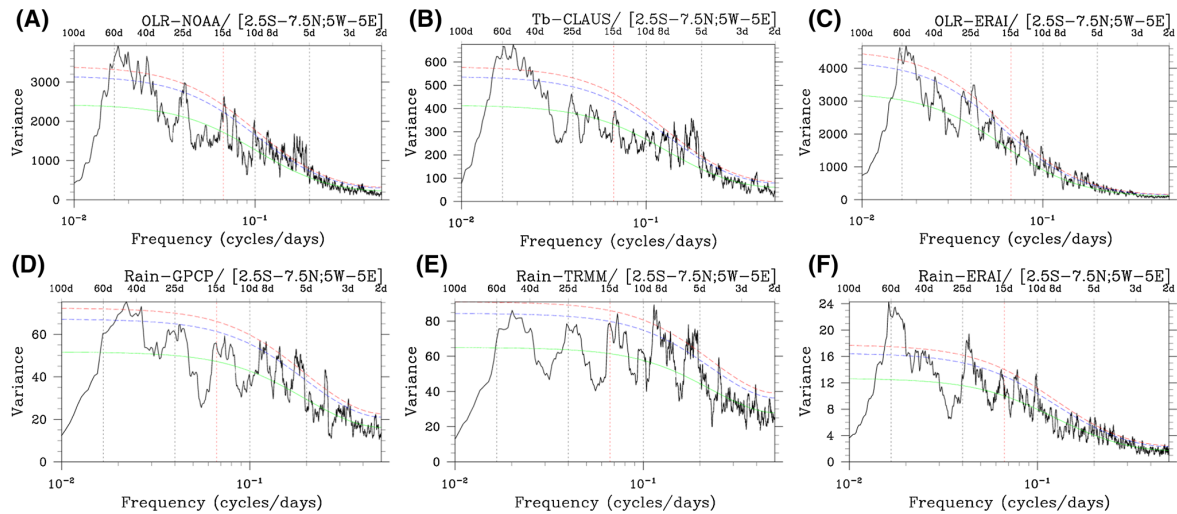 (A) OLR-NOAA/ [2.5S-7.5N;5W-5E]
100d 60d 40d 25d 15d 10d 8d 5d 3d 2d
Variance
3000
2000
1000
0
10-2 10-1
Frequency (cycles/days)
(B) Tb-CLAUS/ [2.5S-7.5N;5W-5E]
100d 60d 40d 25d 15d 10d 8d 5d 3d 2d
Variance
600
500
400
300
200
100
0
10-2 10-1
Frequency (cycles/days)
(C) OLR-ERAI/ [2.5S-7.5N;5W-5E]
100d 60d 40d 25d 15d 10d 8d 5d 3d 2d
Variance
4000
3000
2000
1000
0
10-2 10-1
Frequency (cycles/days)
(D) Rain-GPCP/ [2.5S-7.5N;5W-5E]
100d 60d 40d 25d 15d 10d 8d 5d 3d 2d
Variance
60
40
20
0
10-2 10-1
Frequency (cycles/days)
(E) Rain-TRMM/ [2.5S-7.5N;5W-5E]
100d 60d 40d 25d 15d 10d 8d 5d 3d 2d
Variance
80
60
40
20
0
10-2 10-1
Frequency (cycles/days)
(F) Rain-ERAI/ [2.5S-7.5N;5W-5E]
100d 60d 40d 25d 15d 10d 8d 5d 3d 2d
Variance
24
20
16
12
8
4
0
10-2 10-1
Frequency (cycles/days)